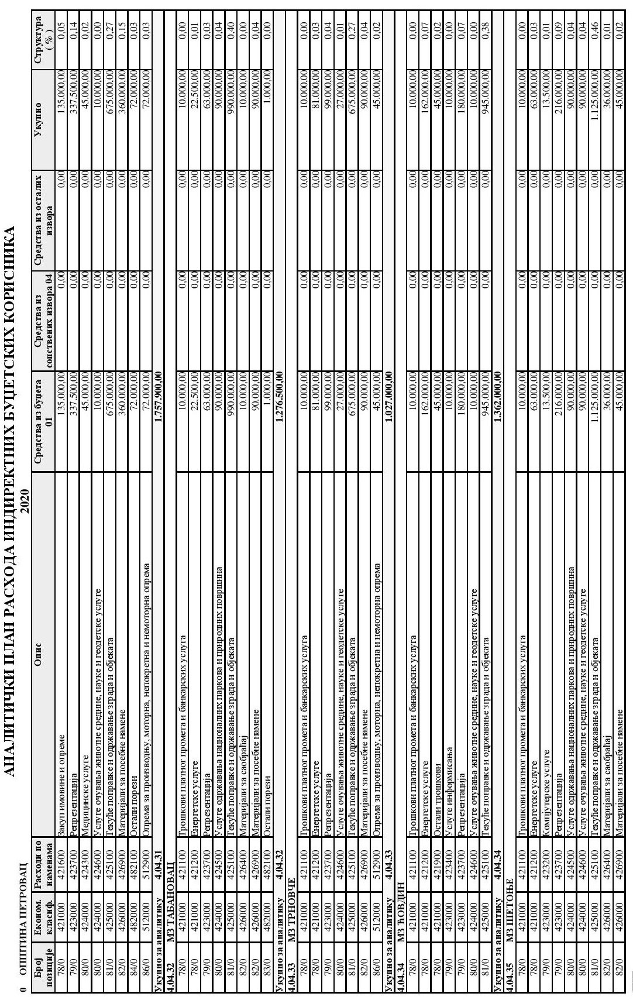 АНАЛИТИЧКИ ПЛАН РАСХОДА ИНДИРЕКТНИХ БУЏЕТСКИХ КОРИСНИКА
0 ОПШТИНА ПЕТРОВАЦ 2020
Број позиције Економ. класиф. Расходи по наменама Опис Средства из буџета 01 Средства из сопствених извора 04 Средства из осталих извора Укупно Структура ( % )
78/0 421000 421600 Закуп имовине и опреме 135.000,00 0,00 0,00 135.000,00 0,05
79/0 423000 423700 Репрезентација 337.500,00 0,00 0,00 337.500,00 0,14
80/0 424000 424300 Медицинске услуге 45.000,00 0,00 0,00 45.000,00 0,02
80/0 424000 424600 Услуге очувања животне средине, науке и геодетске услуге 10.000,00 0,00 0,00 10.000,00 0,00
81/0 425000 425100 Текуће поправке и одржавање зграда и објеката 675.000,00 0,00 0,00 675.000,00 0,27
82/0 426000 426900 Материјали за посебне намене 360.000,00 0,00 0,00 360.000,00 0,15
84/0 482000 482100 Остали порези 72.000,00 0,00 0,00 72.000,00 0,03
86/0 512000 512900 Опрема за производњу, моторна, непокретна и немоторна опрема 72.000,00 0,00 0,00 72.000,00 0,03
Укупно за аналитику 4.04.31 1.757.900,00
4.04.32 МЗ ТАБАНОВАЦ
78/0 421000 421100 Трошкови платног промета и банкарских услуга 10.000,00 0,00 0,00 10.000,00 0,00
78/0 421000 421200 Енергетске услуге 22.500,00 0,00 0,00 22.500,00 0,01
79/0 423000 423700 Репрезентација 63.000,00 0,00 0,00 63.000,00 0,03
80/0 424000 424500 Услуге одржавања националних паркова и природних површина 90.000,00 0,00 0,00 90.000,00 0,04
81/0 425000 425100 Текуће поправке и одржавање зграда и објеката 990.000,00 0,00 0,00 990.000,00 0,40
82/0 426000 426400 Материјали за саобраћај 10.000,00 0,00 0,00 10.000,00 0,00
82/0 426000 426900 Материјали за посебне намене 90.000,00 0,00 0,00 90.000,00 0,04
83/0 482000 482100 Остали порези 1.000,00 0,00 0,00 1.000,00 0,00
Укупно за аналитику 4.04.32 1.276.500,00
4.04.33 МЗ ТРНОВЧЕ
78/0 421000 421100 Трошкови платног промета и банкарских услуга 10.000,00 0,00 0,00 10.000,00 0,00
78/0 421000 421200 Енергетске услуге 81.000,00 0,00 0,00 81.000,00 0,03
79/0 423000 423700 Репрезентација 99.000,00 0,00 0,00 99.000,00 0,04
80/0 424000 424600 Услуге очувања животне средине, науке и геодетске услуге 27.000,00 0,00 0,00 27.000,00 0,01
81/0 425000 425100 Текуће поправке и одржавање зграда и објеката 675.000,00 0,00 0,00 675.000,00 0,27
82/0 426000 426900 Материјали за посебне намене 90.000,00 0,00 0,00 90.000,00 0,04
86/0 512000 512900 Опрема за производњу, моторна, непокретна и немоторна опрема 45.000,00 0,00 0,00 45.000,00 0,02
Укупно за аналитику 4.04.33 1.027.000,00
4.04.34 МЗ ЋОВДИН
78/0 421000 421100 Трошкови платног промета и банкарских услуга 10.000,00 0,00 0,00 10.000,00 0,00
78/0 421000 421200 Енергетске услуге 162.000,00 0,00 0,00 162.000,00 0,07
78/0 421000 421900 Остали трошкови 45.000,00 0,00 0,00 45.000,00 0,02
79/0 423000 423400 Услуге информисања 10.000,00 0,00 0,00 10.000,00 0,00
79/0 423000 423700 Репрезентација 180.000,00 0,00 0,00 180.000,00 0,07
80/0 424000 424600 Услуге очувања животне средине, науке и геодетске услуге 10.000,00 0,00 0,00 10.000,00 0,00
81/0 425000 425100 Текуће поправке и одржавање зграда и објеката 945.000,00 0,00 0,00 945.000,00 0,38
Укупно за аналитику 4.04.34 1.362.000,00
4.04.35 МЗ ШЕТОЊЕ
78/0 421000 421100 Трошкови платног промета и банкарских услуга 10.000,00 0,00 0,00 10.000,00 0,00
78/0 421000 421200 Енергетске услуге 63.000,00 0,00 0,00 63.000,00 0,03
79/0 423000 423200 Компјутерске услуге 13.500,00 0,00 0,00 13.500,00 0,01
79/0 423000 423700 Репрезентација 216.000,00 0,00 0,00 216.000,00 0,09
80/0 424000 424500 Услуге одржавања националних паркова и природних површина 90.000,00 0,00 0,00 90.000,00 0,04
80/0 424000 424600 Услуге очувања животне средине, науке и геодетске услуге 90.000,00 0,00 0,00 90.000,00 0,04
81/0 425000 425100 Текуће поправке и одржавање зграда и објеката 1.125.000,00 0,00 0,00 1.125.000,00 0,46
82/0 426000 426400 Материјали за саобраћај 36.000,00 0,00 0,00 36.000,00 0,01
82/0 426000 426900 Материјали за посебне намене 45.000,00 0,00 0,00 45.000,00 0,02